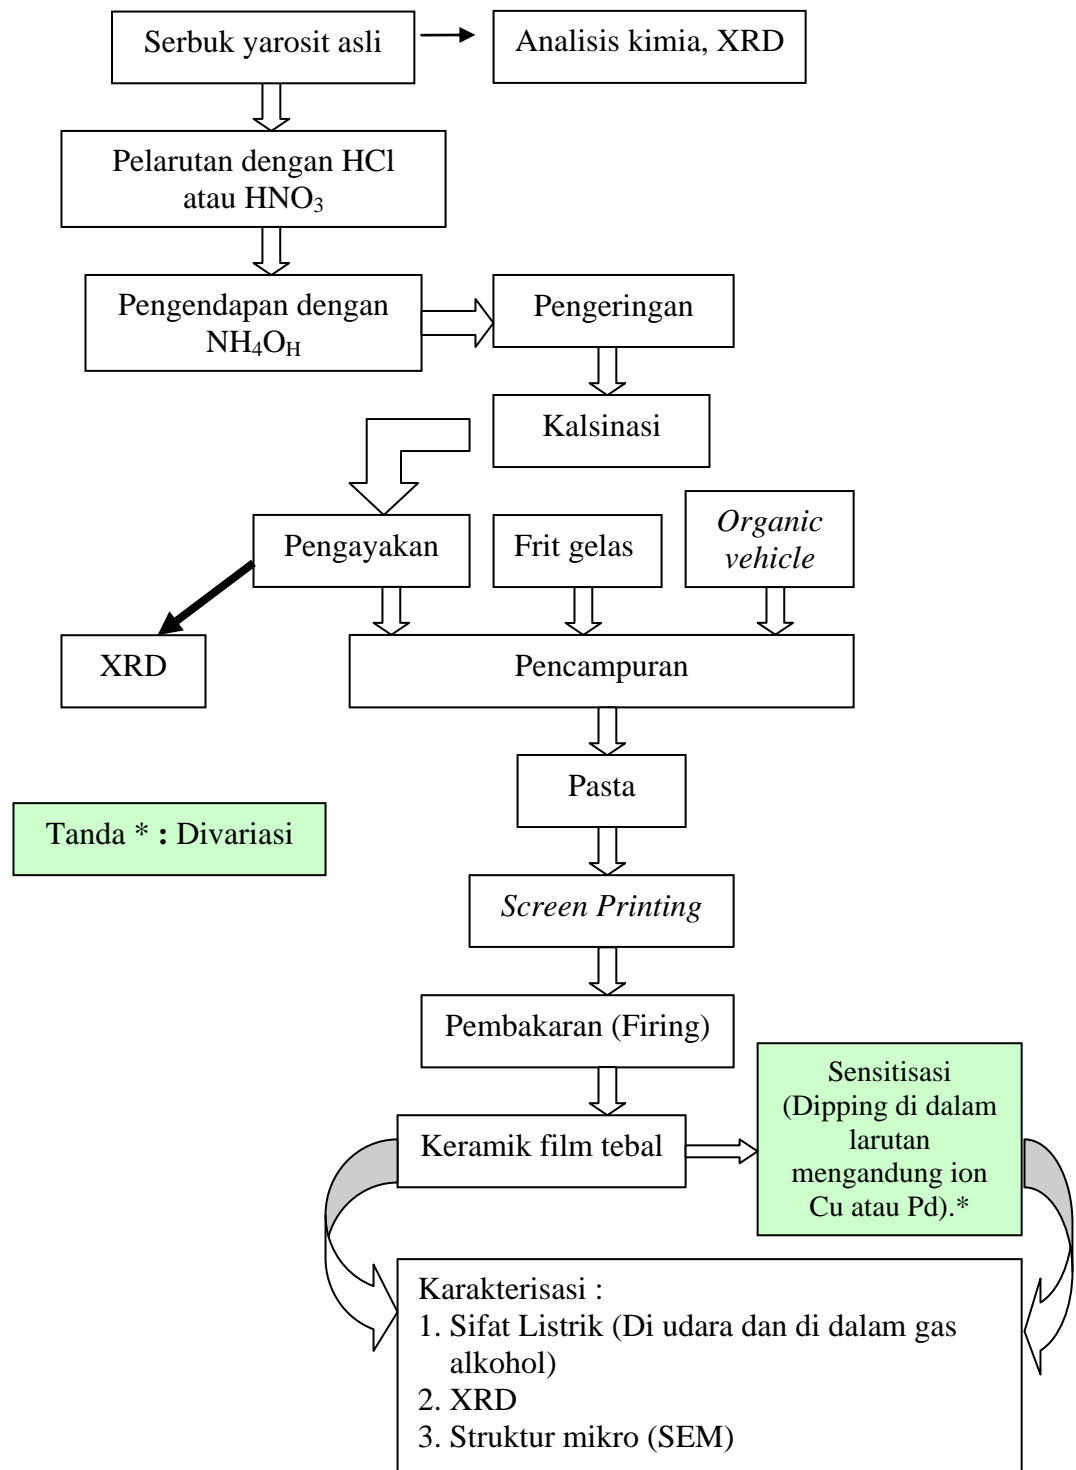 Serbuk yarosit asli
Analisis kimia, XRD
Pelarutan dengan HCl
atau HNO₃
Pengendapan dengan
NH₄O_H
Pengeringan
Kalsinasi
Pengayakan
Frit gelas
Organic
vehicle
XRD
Pencampuran
Pasta
Tanda * : Divariasi
Screen Printing
Pembakaran (Firing)
Keramik film tebal
Sensitisasi
(Dipping di dalam
larutan
mengandung ion
Cu atau Pd).*
Karakterisasi :
1. Sifat Listrik (Di udara dan di dalam gas
alkohol)
2. XRD
3. Struktur mikro (SEM)